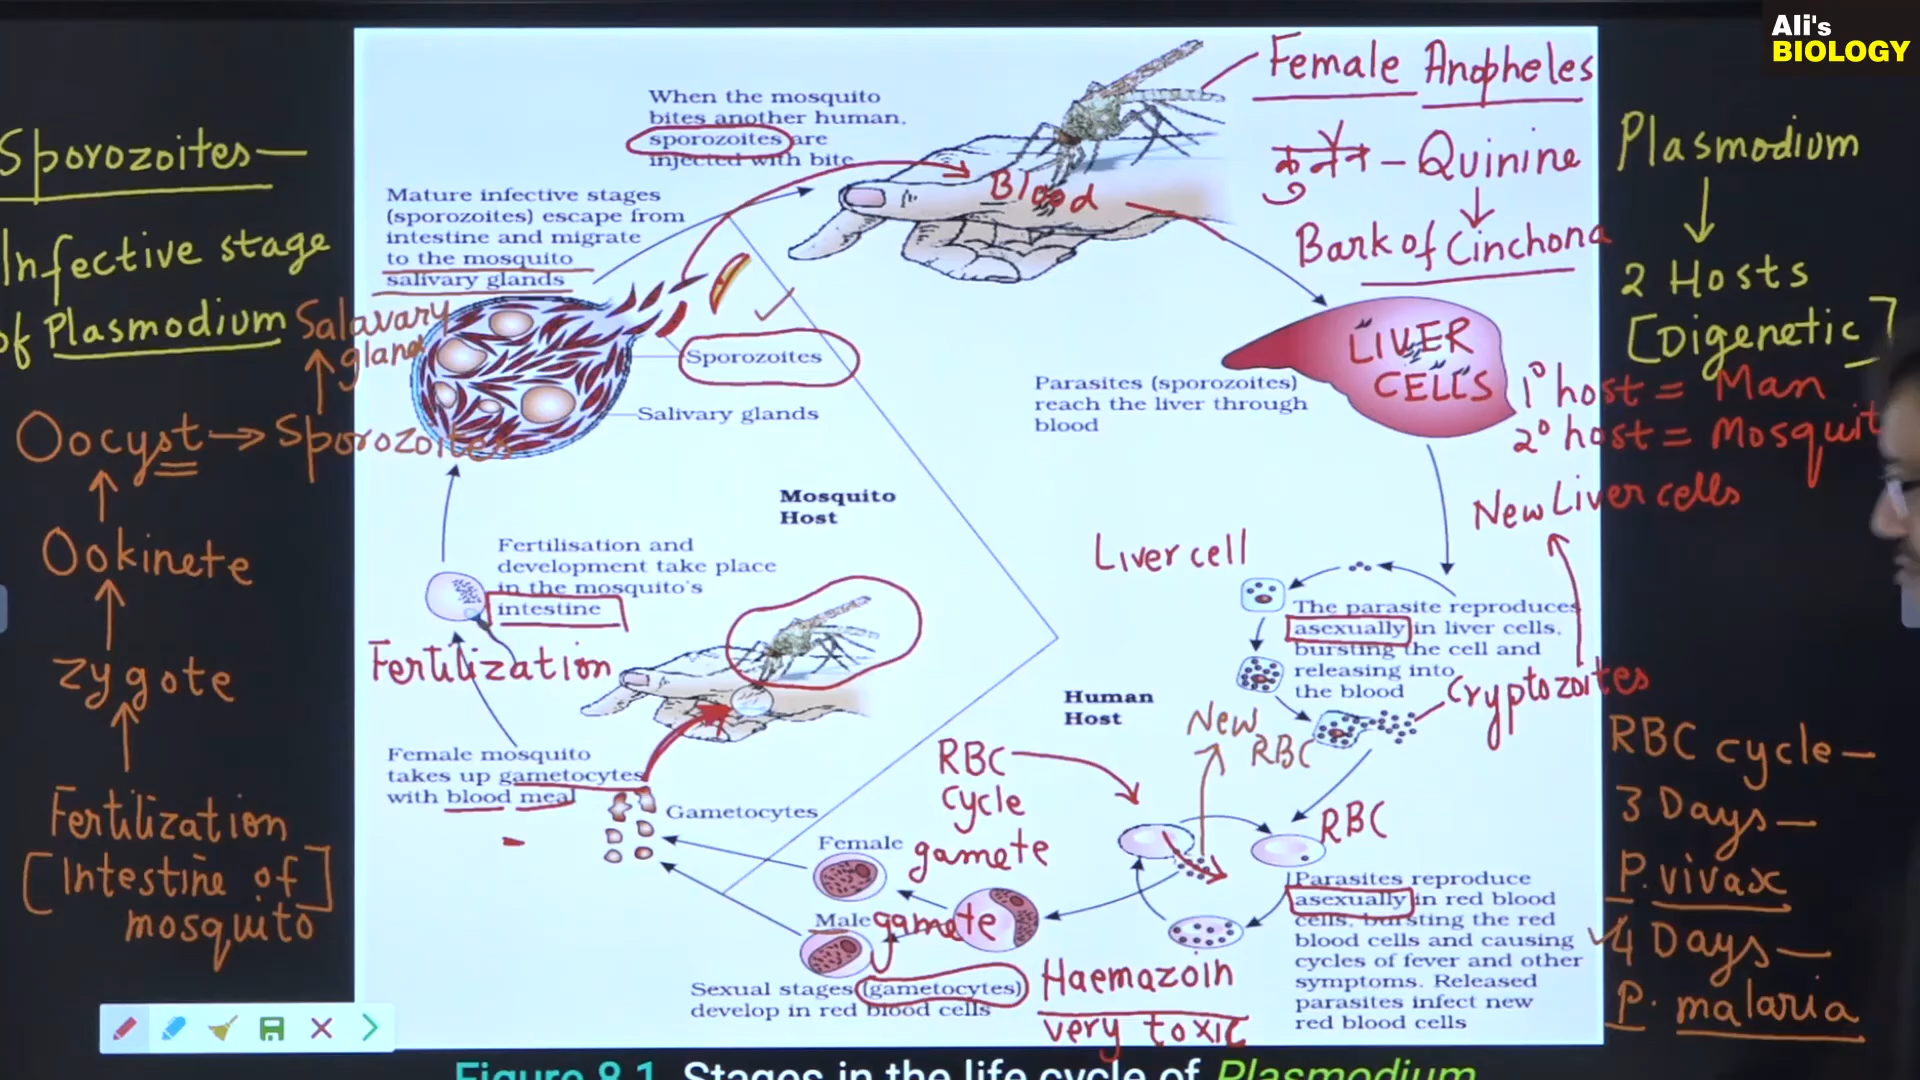 Ali's
BIOLOGY
Sporozoites—
Infective stage
of Plasmodium
Salavary
gland
Oocyst → Sporozoites
Ookinete
Zygote
Fertilization
[Intestine of]
mosquito
When the mosquito
bites another human,
sporozoites are
injected with bite
Mature infective stages
(sporozoites) escape from
intestine and migrate
to the mosquito
salivary glands
Sporozoites
Salivary glands
Mosquito
Host
Fertilisation and
development take place
in the mosquito's
intestine
Fertilization
Female mosquito
takes up gametocytes
with blood meal
Gametocytes
Female
gamete
Male gamete
Sexual stages (gametocytes)
develop in red blood cells
Haemazoin
very toxic
Blood
Female Anopheles
कुनैन – Quinine
Bark of Cinchona
LIVER
CELLS
Parasites (sporozoites)
reach the liver through
blood
Liver cell
The parasite reproduces
asexually in liver cells,
bursting the cell and
releasing into
the blood
Cryptozoites
New Liver cells
Human
Host
New
RBC
RBC
cycle
RBC
Parasites reproduce
asexually in red blood
cells, bursting the red
blood cells and causing
cycles of fever and other
symptoms. Released
parasites infect new
red blood cells
Plasmodium
2 Hosts
[Digenetic]
1° host = Man
2° host = Mosquit
RBC cycle —
3 Days —
P. vivax
4 Days —
P. malaria
Figure 8.1 Stages in the life cycle of Plasmodium